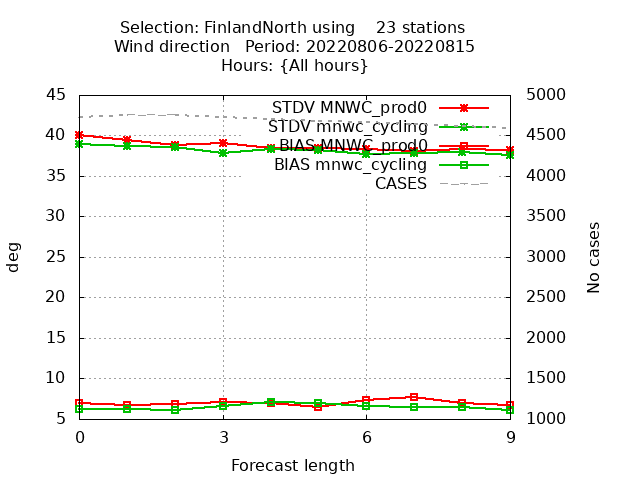 Selection: FinlandNorth using    23 stations
Wind direction   Period: 20220806-20220815
Hours: {All hours}
45 5000
STDV MNWC_prod0
STDV mnwc_cycling
40 4500
BIAS MNWC_prod0
BIAS mnwc_cycling
35 4000
CASES
30 3500
25 3000
deg
No cases
20 2500
15 2000
10 1500
5 1000
0 3 6 9
Forecast length